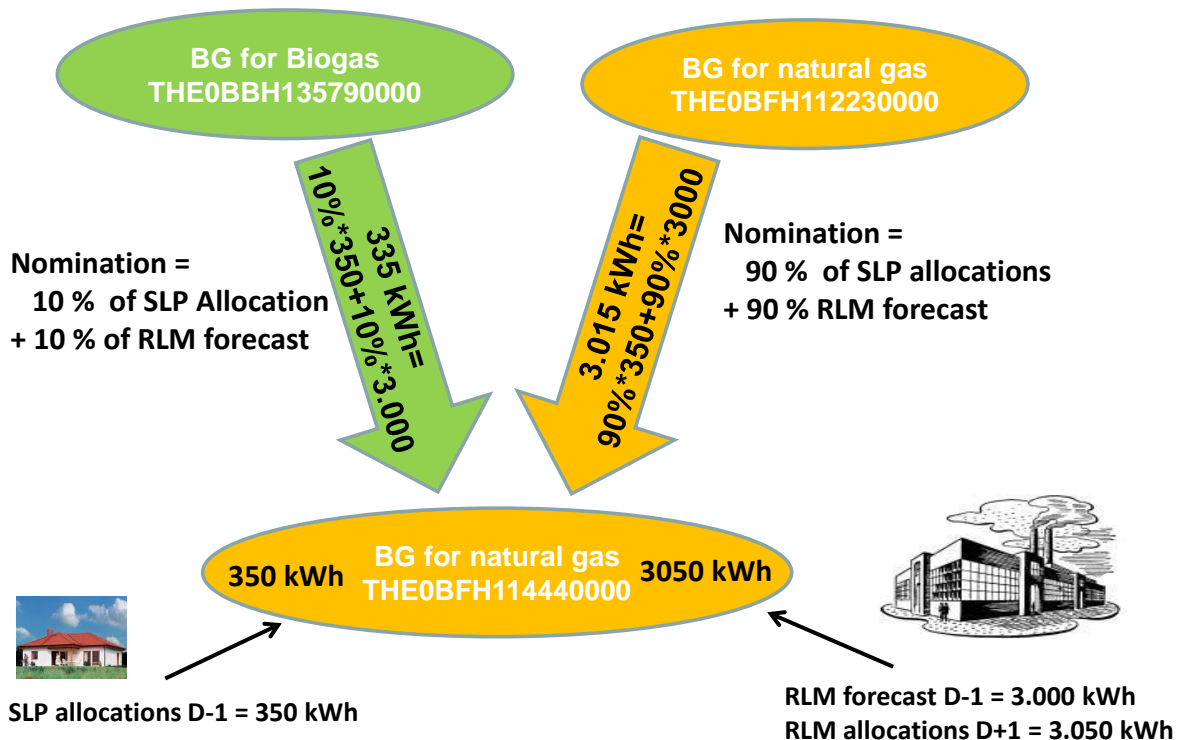 BG for Biogas
THE0BBH135790000
BG for natural gas
THE0BFH112230000
335 kWh=
10%*350+10%*3.000
3.015 kWh=
90%*350+90%*3000
Nomination =
10 % of SLP Allocation
+ 10 % of RLM forecast
Nomination =
90 % of SLP allocations
+ 90 % RLM forecast
350 kWh
BG for natural gas
THE0BFH114440000
3050 kWh
SLP allocations D-1 = 350 kWh
RLM forecast D-1 = 3.000 kWh
RLM allocations D+1 = 3.050 kWh